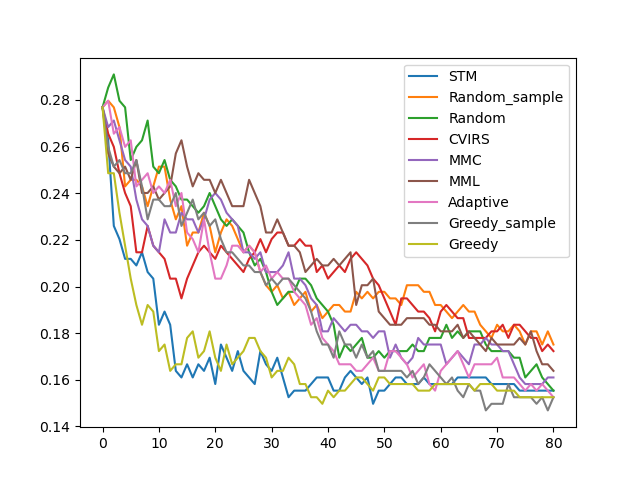 0.28
0.26
0.24
0.22
0.20
0.18
0.16
0.14
0 10 20 30 40 50 60 70 80
STM
Random_sample
Random
CVIRS
MMC
MML
Adaptive
Greedy_sample
Greedy